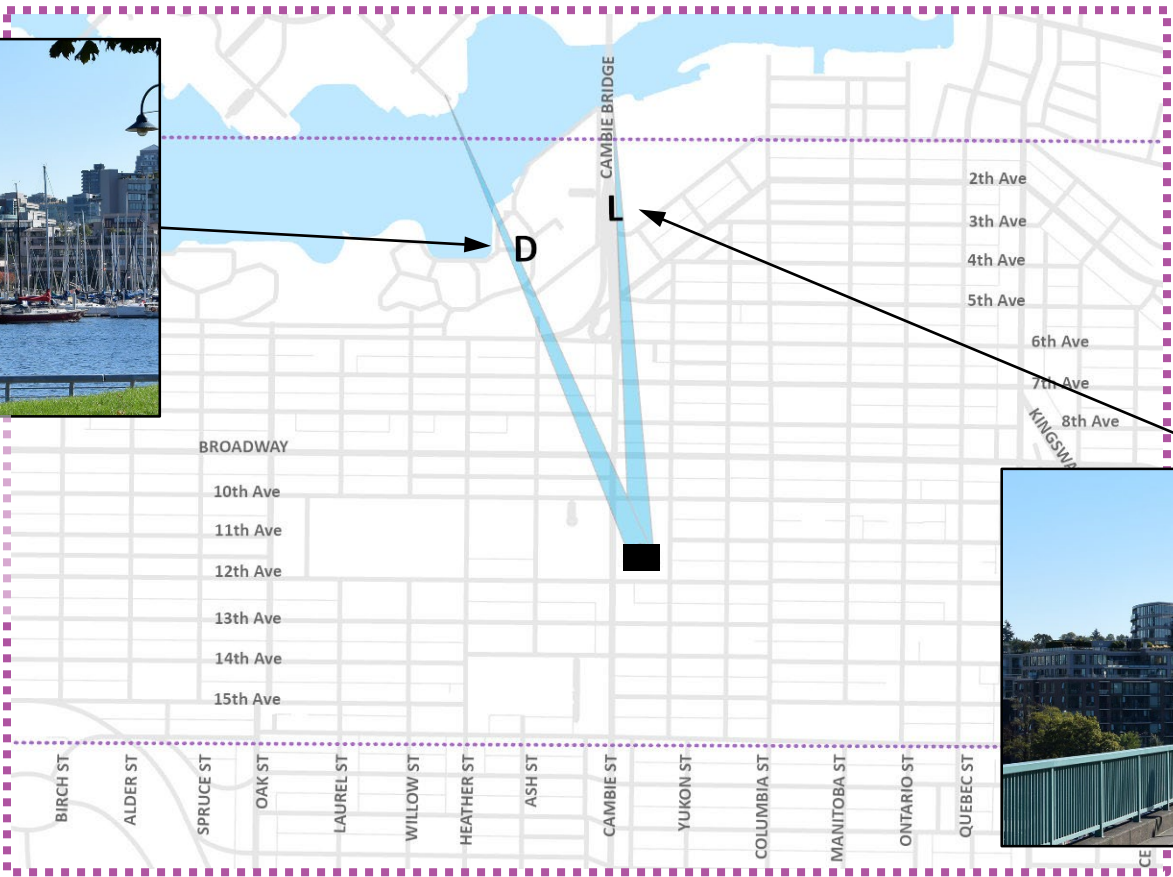 CAMBIE BRIDGE
2th Ave
L
3th Ave
D
4th Ave
5th Ave
6th Ave
7th Ave
8th Ave
KINGSWA
BROADWAY
10th Ave
11th Ave
12th Ave
13th Ave
14th Ave
15th Ave
BIRCH ST
ALDER ST
SPRUCE ST
OAK ST
LAUREL ST
WILLOW ST
HEATHER ST
ASH ST
CAMBIE ST
YUKON ST
COLUMBIA ST
MANITOBA ST
ONTARIO ST
QUEBEC ST
CE